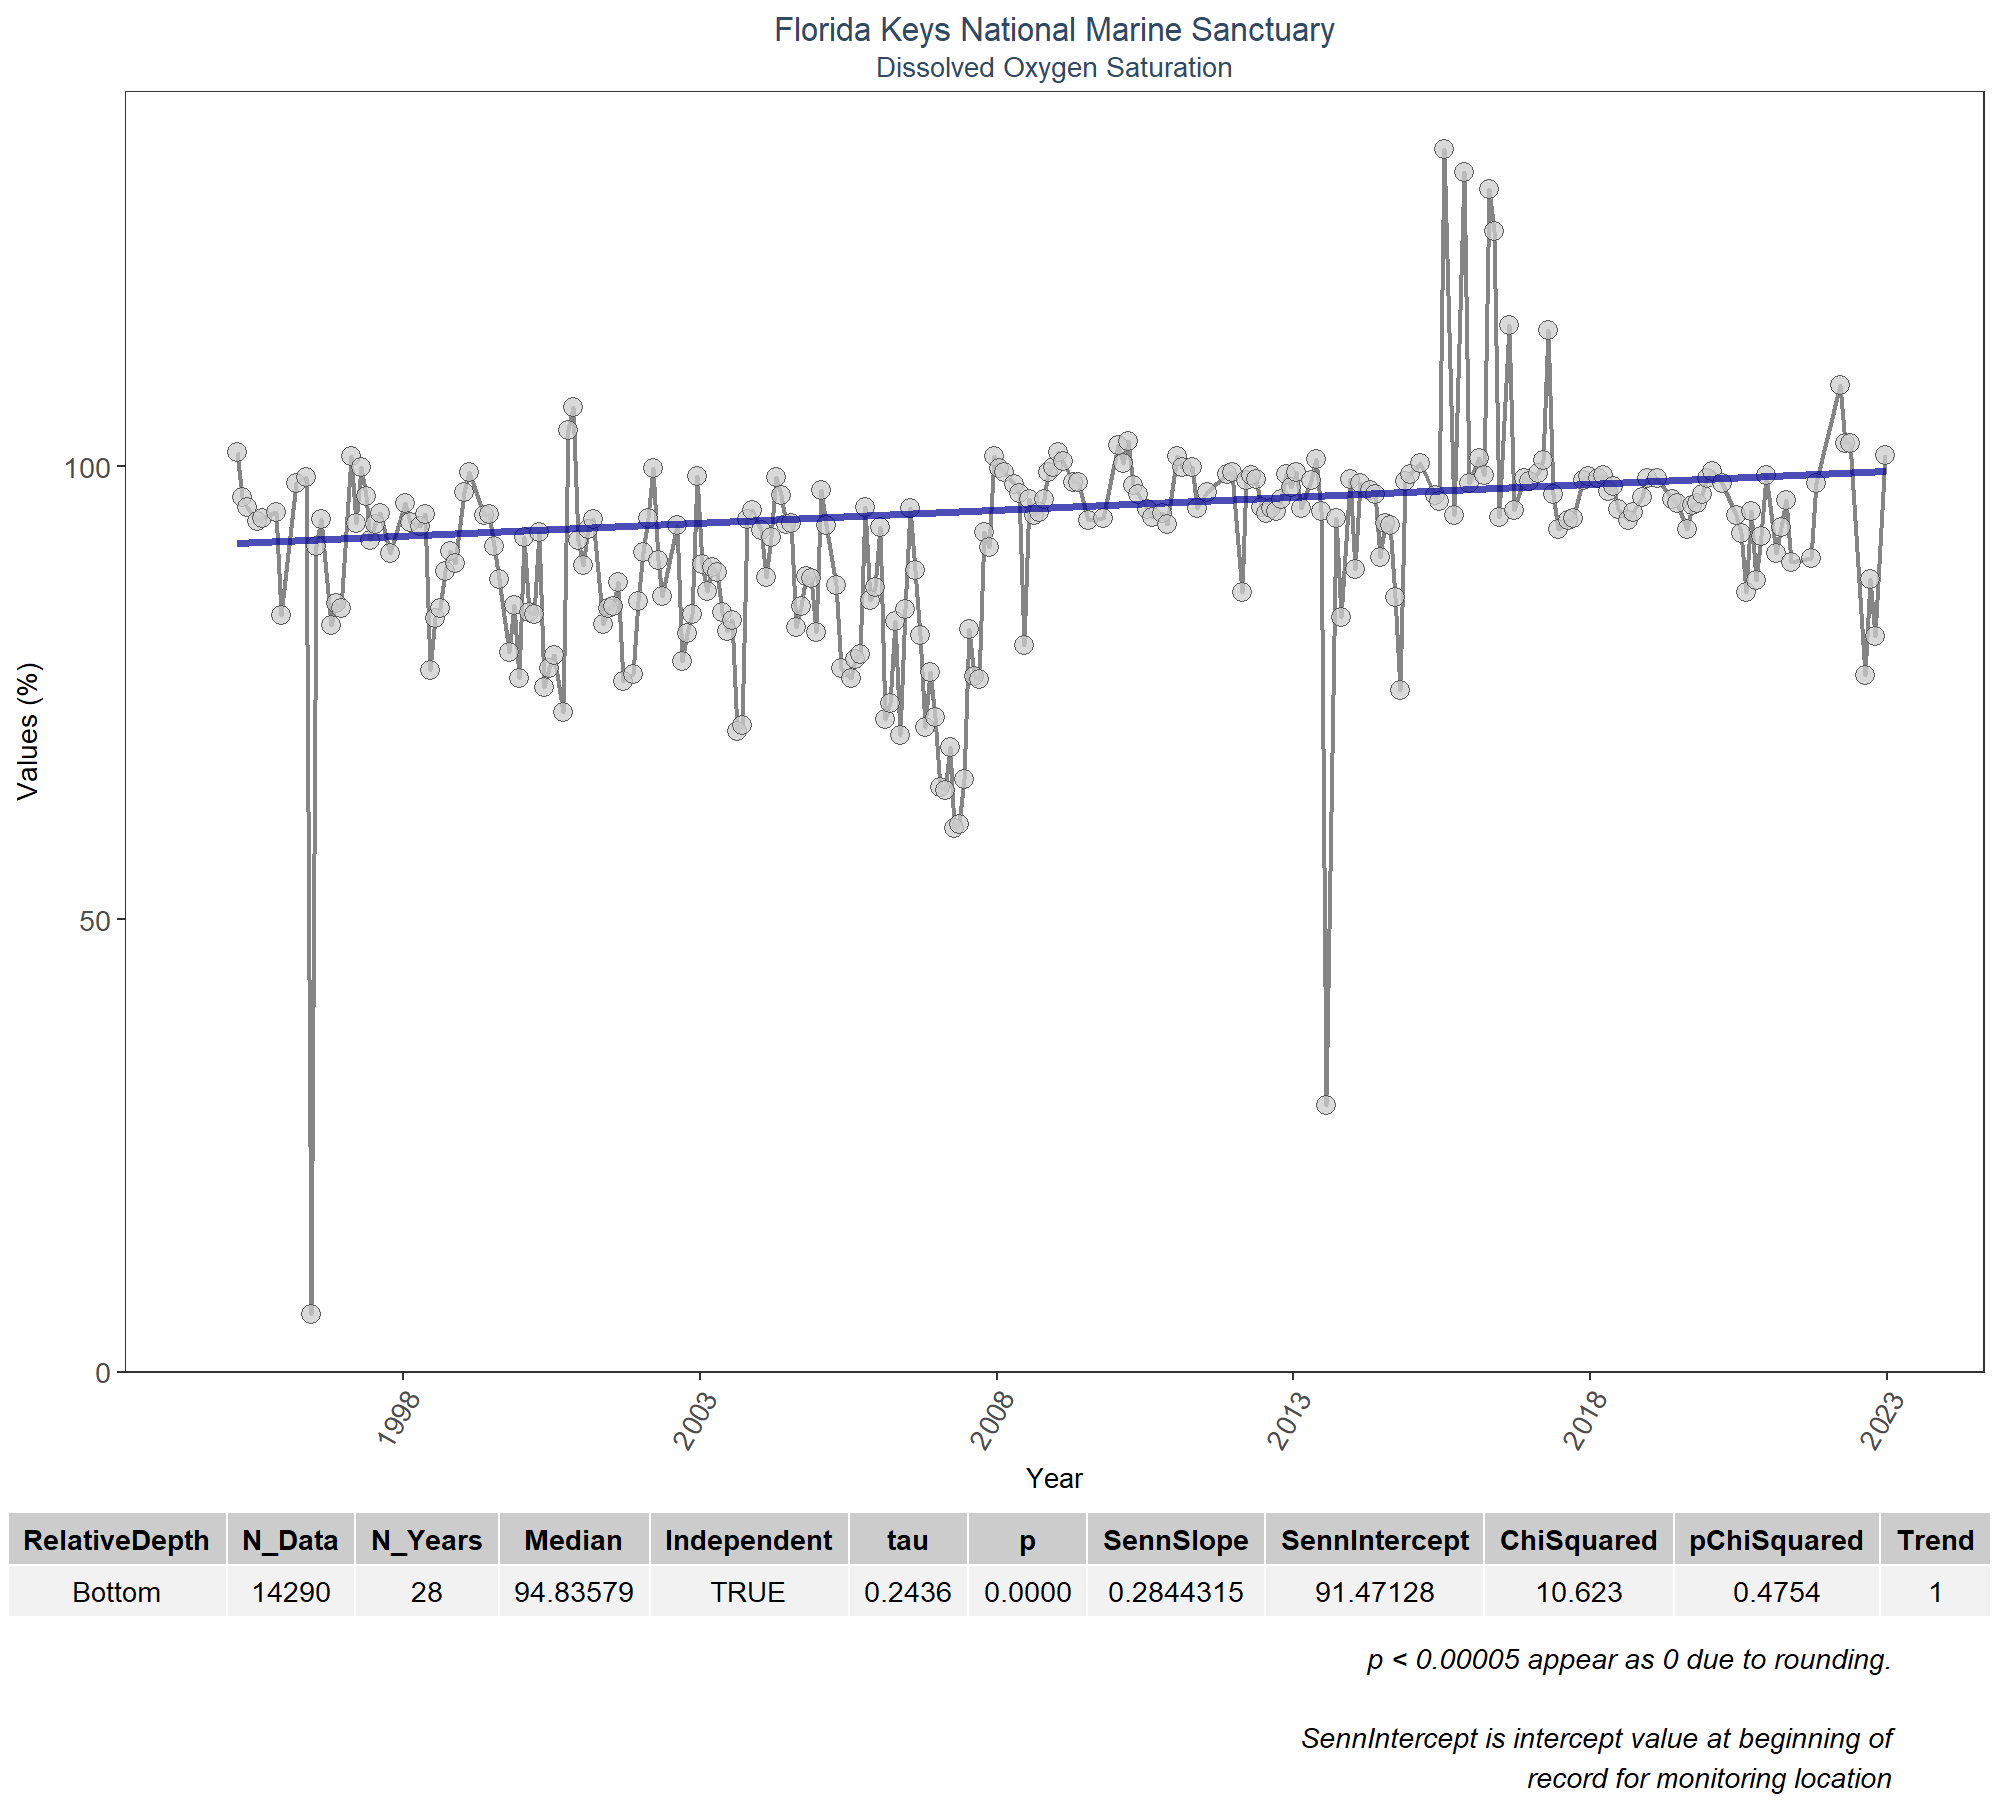 Florida Keys National Marine Sanctuary
Dissolved Oxygen Saturation
Values (%)
100
50
0
1998 2003 2008 2013 2018 2023
Year
RelativeDepth N_Data N_Years Median Independent tau p SennSlope SennIntercept ChiSquared pChiSquared Trend
Bottom 14290 28 94.83579 TRUE 0.2436 0.0000 0.2844315 91.47128 10.623 0.4754 1
p < 0.00005 appear as 0 due to rounding.
SennIntercept is intercept value at beginning of
record for monitoring location